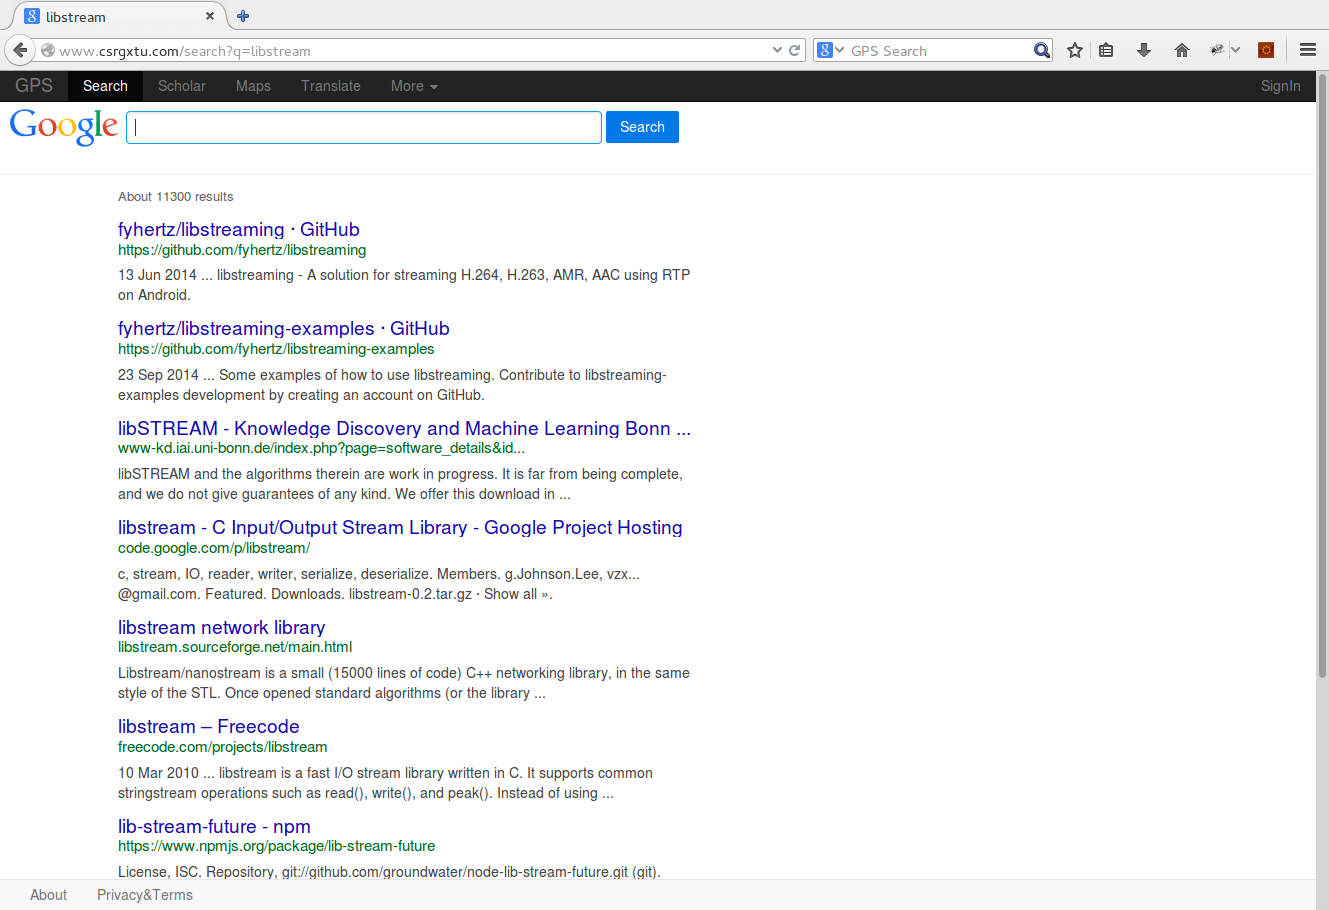 libstream
www.csrgxtu.com/search?q=libstream
GPS Search
GPS Search Scholar Maps Translate More SignIn
Google Search
About 11300 results
fyhertz/libstreaming · GitHub
https://github.com/fyhertz/libstreaming
13 Jun 2014 ... libstreaming - A solution for streaming H.264, H.263, AMR, AAC using RTP
on Android.
fyhertz/libstreaming-examples · GitHub
https://github.com/fyhertz/libstreaming-examples
23 Sep 2014 ... Some examples of how to use libstreaming. Contribute to libstreaming-
examples development by creating an account on GitHub.
libSTREAM - Knowledge Discovery and Machine Learning Bonn ...
www-kd.iai.uni-bonn.de/index.php?page=software_details&id...
libSTREAM and the algorithms therein are work in progress. It is far from being complete,
and we do not give guarantees of any kind. We offer this download in ...
libstream - C Input/Output Stream Library - Google Project Hosting
code.google.com/p/libstream/
c, stream, IO, reader, writer, serialize, deserialize. Members. g.Johnson.Lee, vzx...
@gmail.com. Featured. Downloads. libstream-0.2.tar.gz · Show all ».
libstream network library
libstream.sourceforge.net/main.html
Libstream/nanostream is a small (15000 lines of code) C++ networking library, in the same
style of the STL. Once opened standard algorithms (or the library ...
libstream – Freecode
freecode.com/projects/libstream
10 Mar 2010 ... libstream is a fast I/O stream library written in C. It supports common
stringstream operations such as read(), write(), and peak(). Instead of using ...
lib-stream-future - npm
https://www.npmjs.org/package/lib-stream-future
License, ISC. Repository, git://github.com/groundwater/node-lib-stream-future.git (git).
About Privacy&Terms